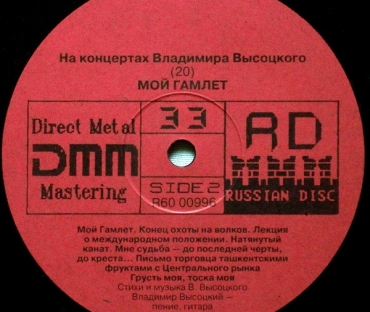 На концертах Владимира Высоцкого
(20)
МОЙ ГАМЛЕТ
Direct Metal
DMM
Mastering
33
SIDE 2
R60 00996
RD
RUSSIAN DISC
Мой Гамлет. Конец охоты на волков. Лекция
о международном положении. Натянутый
канат. Мне судьба — до последней черты,
до креста... Письмо торговца ташкентскими
фруктами с Центрального рынка
Грусть моя, тоска моя
Стихи и музыка В. Высоцкого
Владимир Высоцкий —
пение, гитара